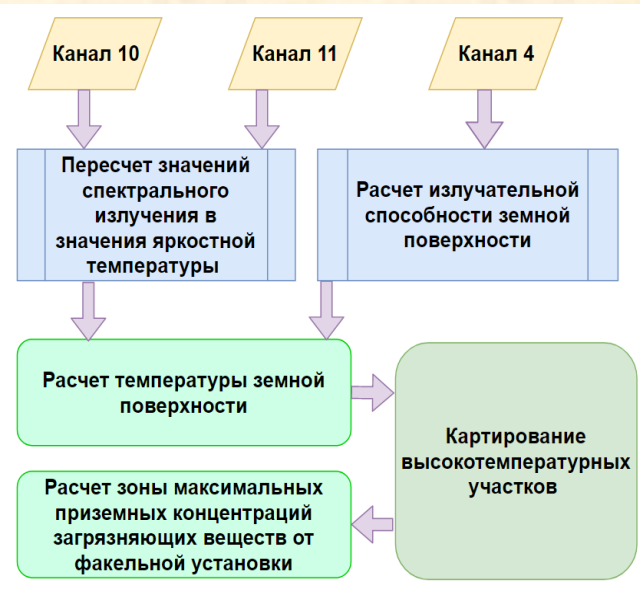 Канал 10
Канал 11
Канал 4
Пересчет значений
спектрального
излучения в
значения яркостной
температуры
Расчет излучательной
способности земной
поверхности
Расчет температуры земной
поверхности
Картирование
высокотемпературных
участков
Расчет зоны максимальных
приземных концентраций
загрязняющих веществ от
факельной установки